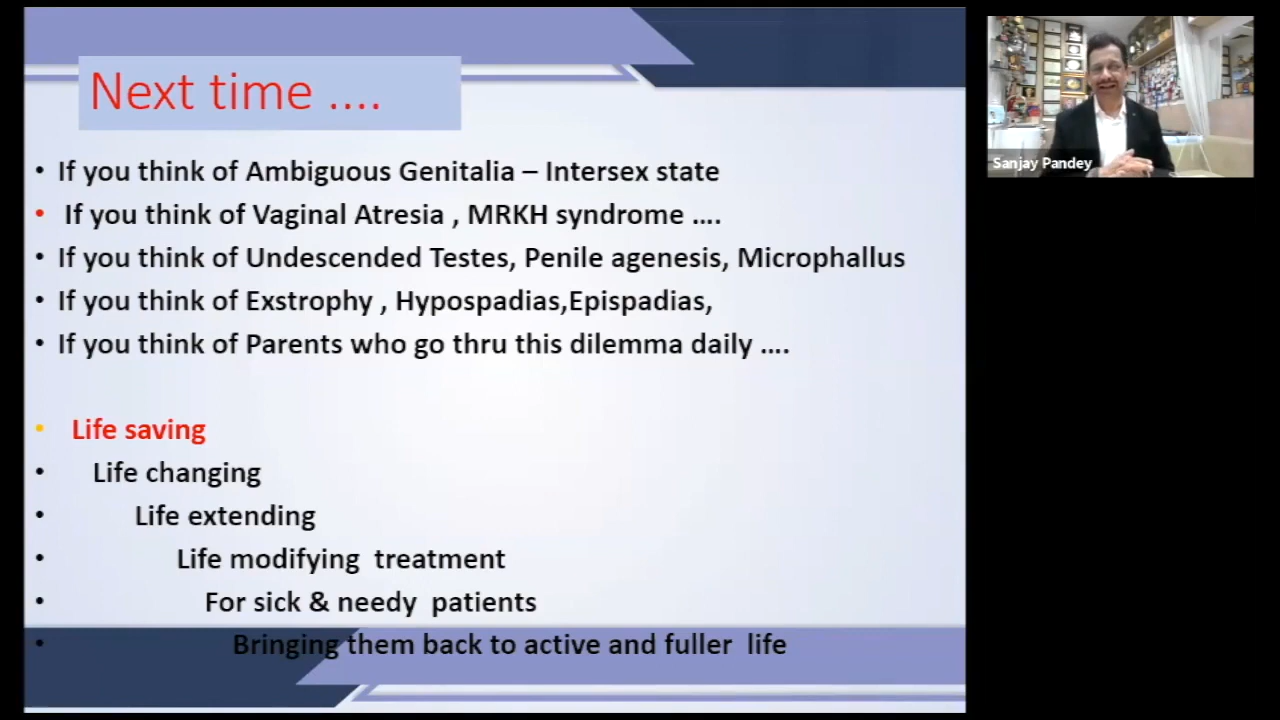 Next time ....
• If you think of Ambiguous Genitalia – Intersex state
• If you think of Vaginal Atresia , MRKH syndrome ....
• If you think of Undescended Testes, Penile agenesis, Microphallus
• If you think of Exstrophy , Hypospadias,Epispadias,
• If you think of Parents who go thru this dilemma daily ....
• Life saving
• Life changing
• Life extending
• Life modifying treatment
• For sick & needy patients
• Bringing them back to active and fuller life
Sanjay Pandey